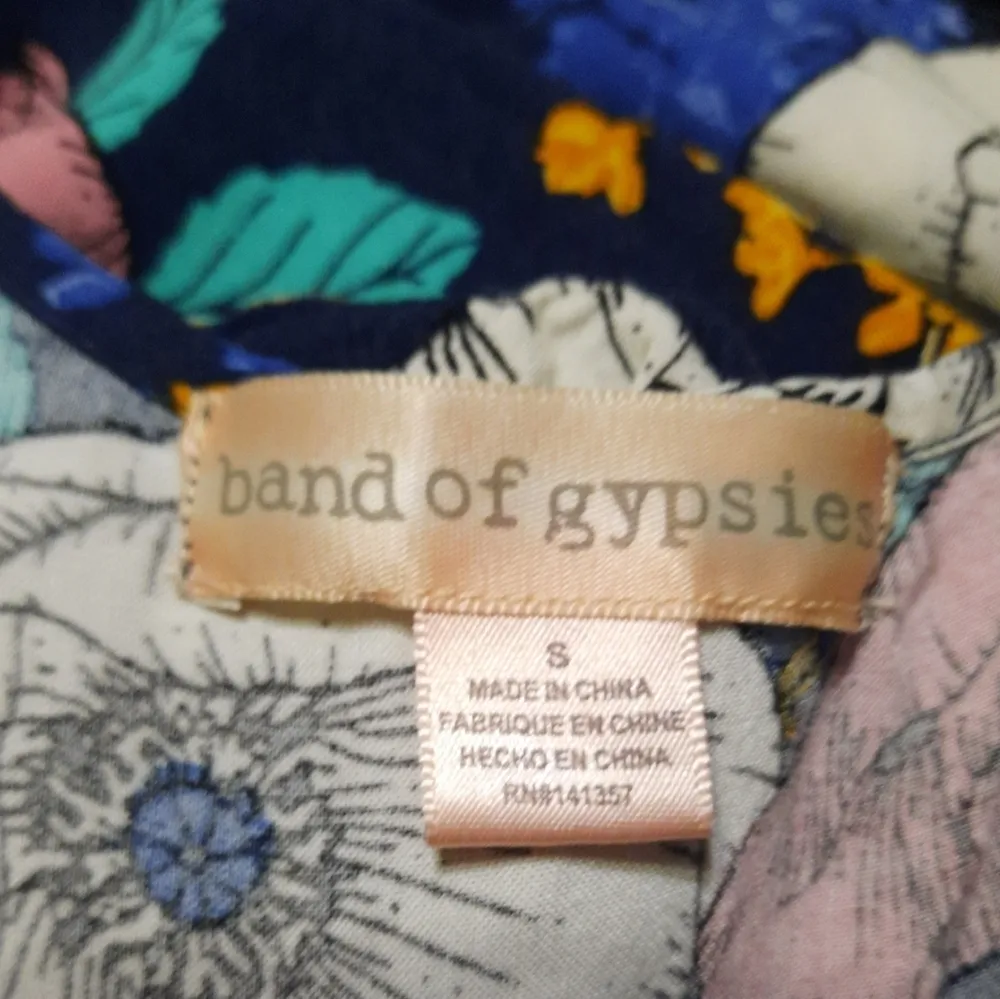 band of gypsies
S
MADE IN CHINA
FABRIQUE EN CHINE
HECHO EN CHINA
RN#141357